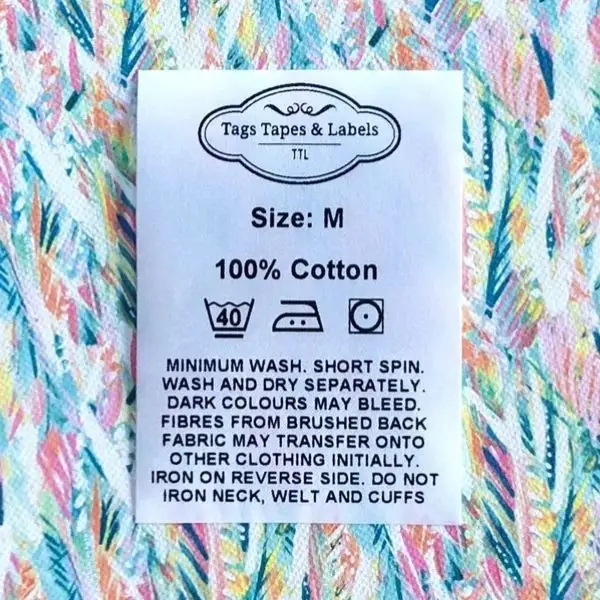 Tags Tapes & Labels
TTL
Size: M
100% Cotton
40
MINIMUM WASH. SHORT SPIN.
WASH AND DRY SEPARATELY.
DARK COLOURS MAY BLEED.
FIBRES FROM BRUSHED BACK
FABRIC MAY TRANSFER ONTO
OTHER CLOTHING INITIALLY.
IRON ON REVERSE SIDE. DO NOT
IRON NECK, WELT AND CUFFS